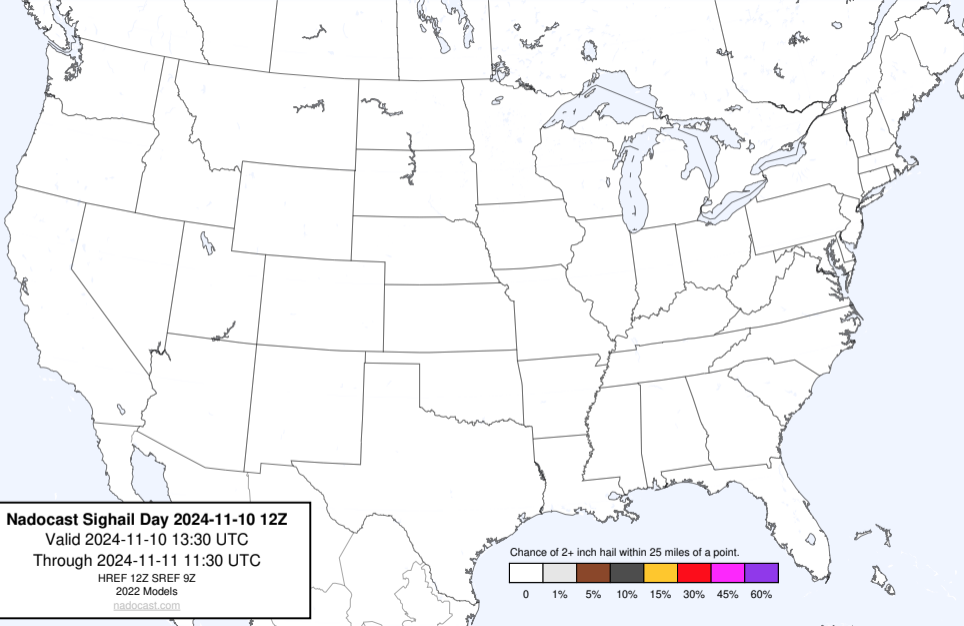 Nadocast Sighail Day 2024-11-10 12Z
Valid 2024-11-10 13:30 UTC
Through 2024-11-11 11:30 UTC
HREF 12Z SREF 9Z
2022 Models
nadocast.com
Chance of 2+ inch hail within 25 miles of a point.
0 1% 5% 10% 15% 30% 45% 60%